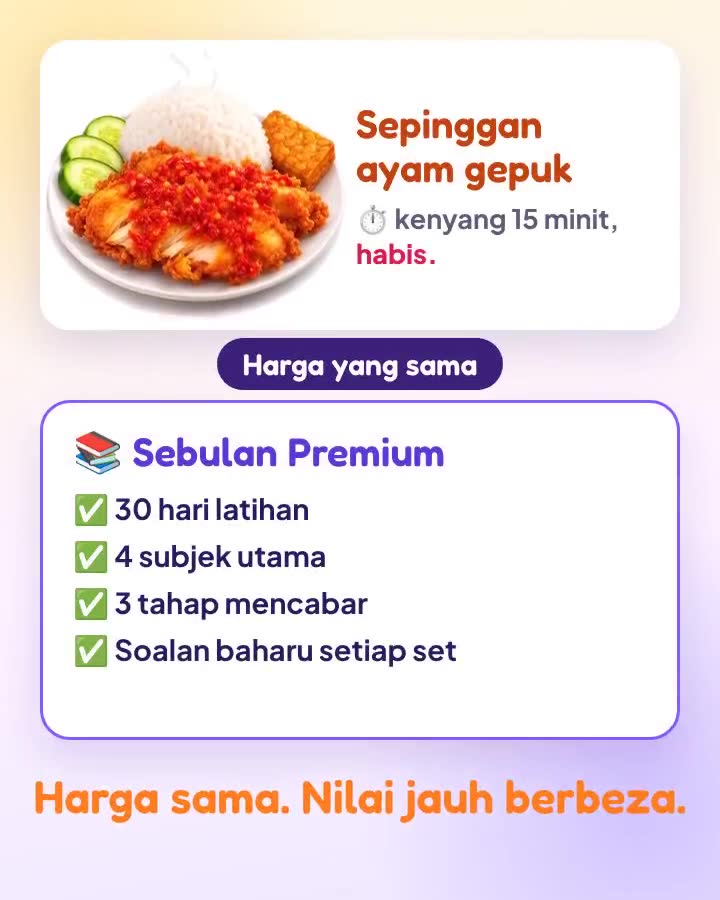 Sepinggan
ayam gepuk
⏱️ kenyang 15 minit,
habis.
Harga yang sama
📚 Sebulan Premium
✅ 30 hari latihan
✅ 4 subjek utama
✅ 3 tahap mencabar
✅ Soalan baharu setiap set
Harga sama. Nilai jauh berbeza.